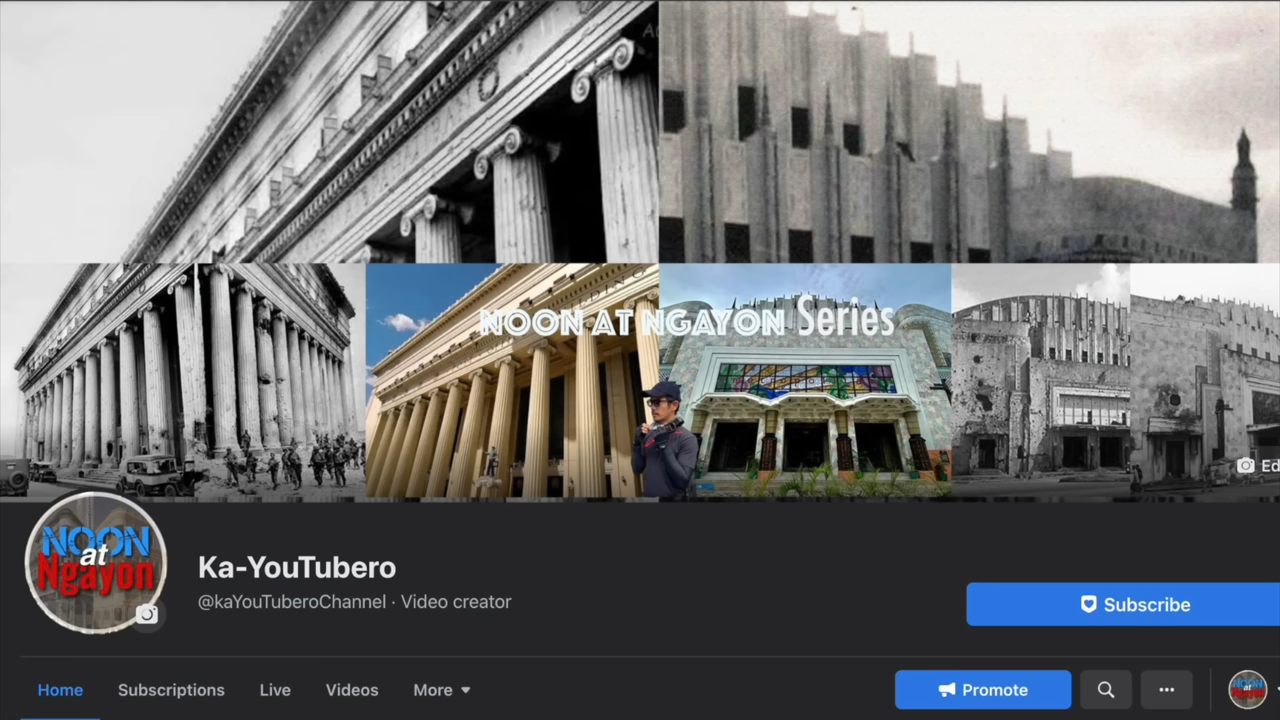 NOON AT NGAYON Series
Ed
NOON
at
Ngayon
Ka-YouTubero
@kaYouTuberoChannel · Video creator
Subscribe
Home
Subscriptions
Live
Videos
More
Promote